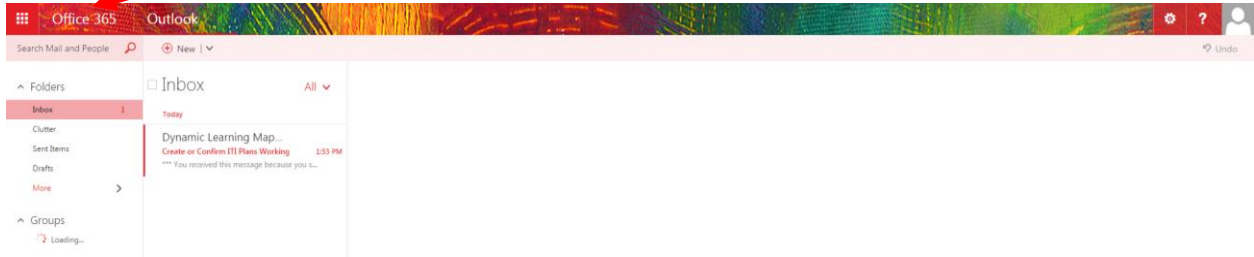 Office 365 Outlook ?
Search Mail and People New Undo
Folders
Inbox 1
Clutter
Sent Items
Drafts
More
Groups
Loading...
Inbox All
Today
Dynamic Learning Map...
Create or Confirm ITI Plans Working 1:53 PM
*** You received this message because you s...